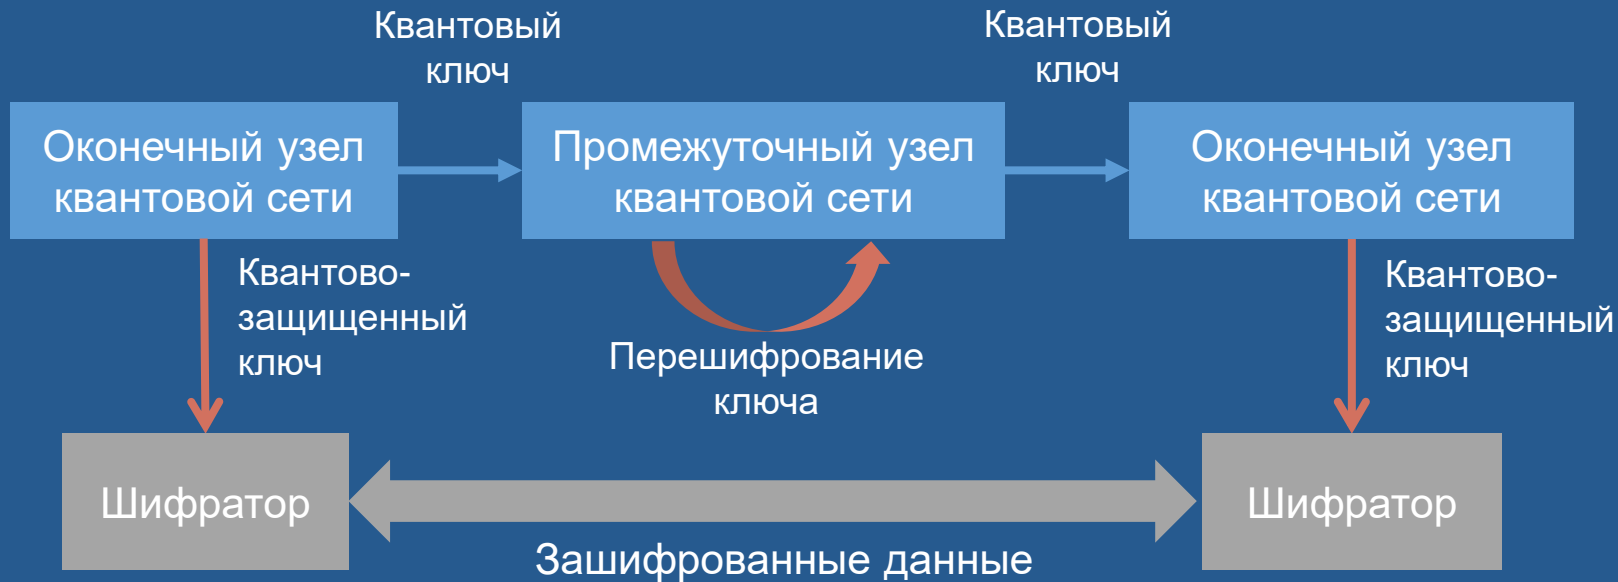 Квантовый
ключ
Квантовый
ключ
Оконечный узел
квантовой сети
Промежуточный узел
квантовой сети
Оконечный узел
квантовой сети
Квантово-
защищенный
ключ
Перешифрование
ключа
Квантово-
защищенный
ключ
Шифратор
Шифратор
Зашифрованные данные